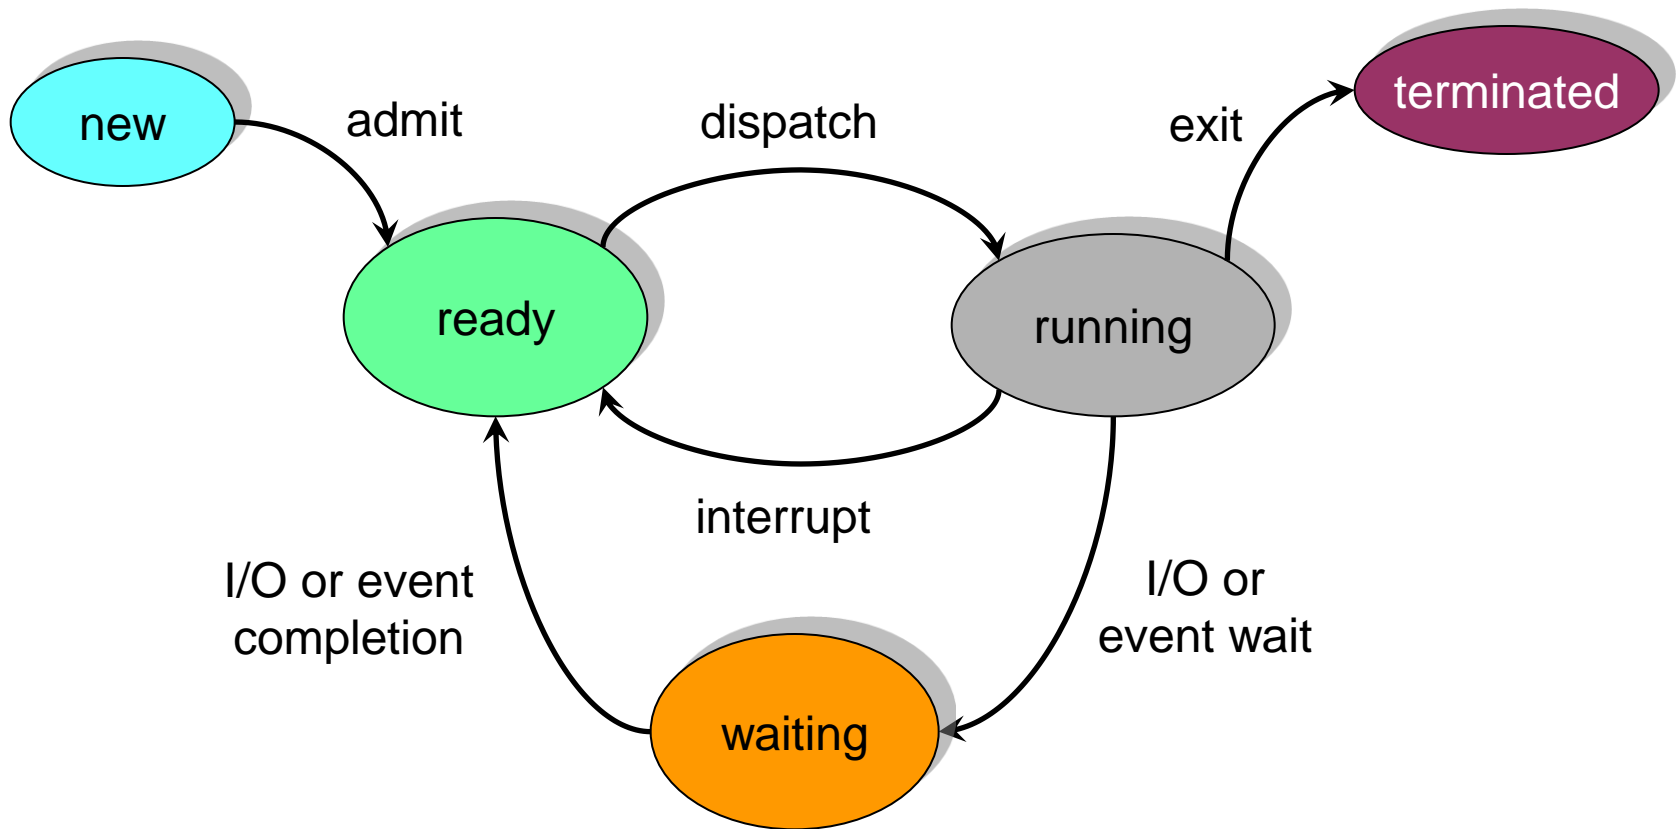 new
admit
dispatch
exit
terminated
ready
running
interrupt
I/O or event
completion
I/O or
event wait
waiting